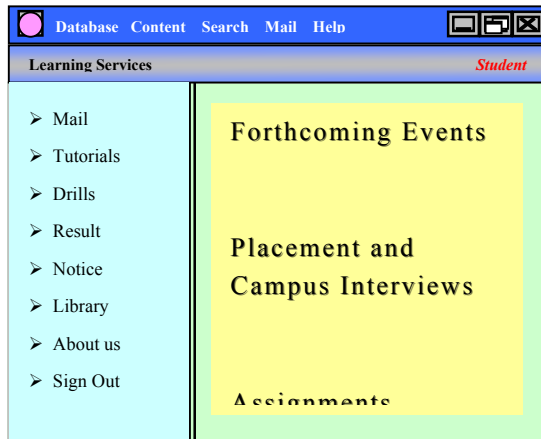 Database Content Search Mail Help
Learning Services Student
Mail
Tutorials
Drills
Result
Notice
Library
About us
Sign Out
Forthcoming Events
Placement and
Campus Interviews
Assignments